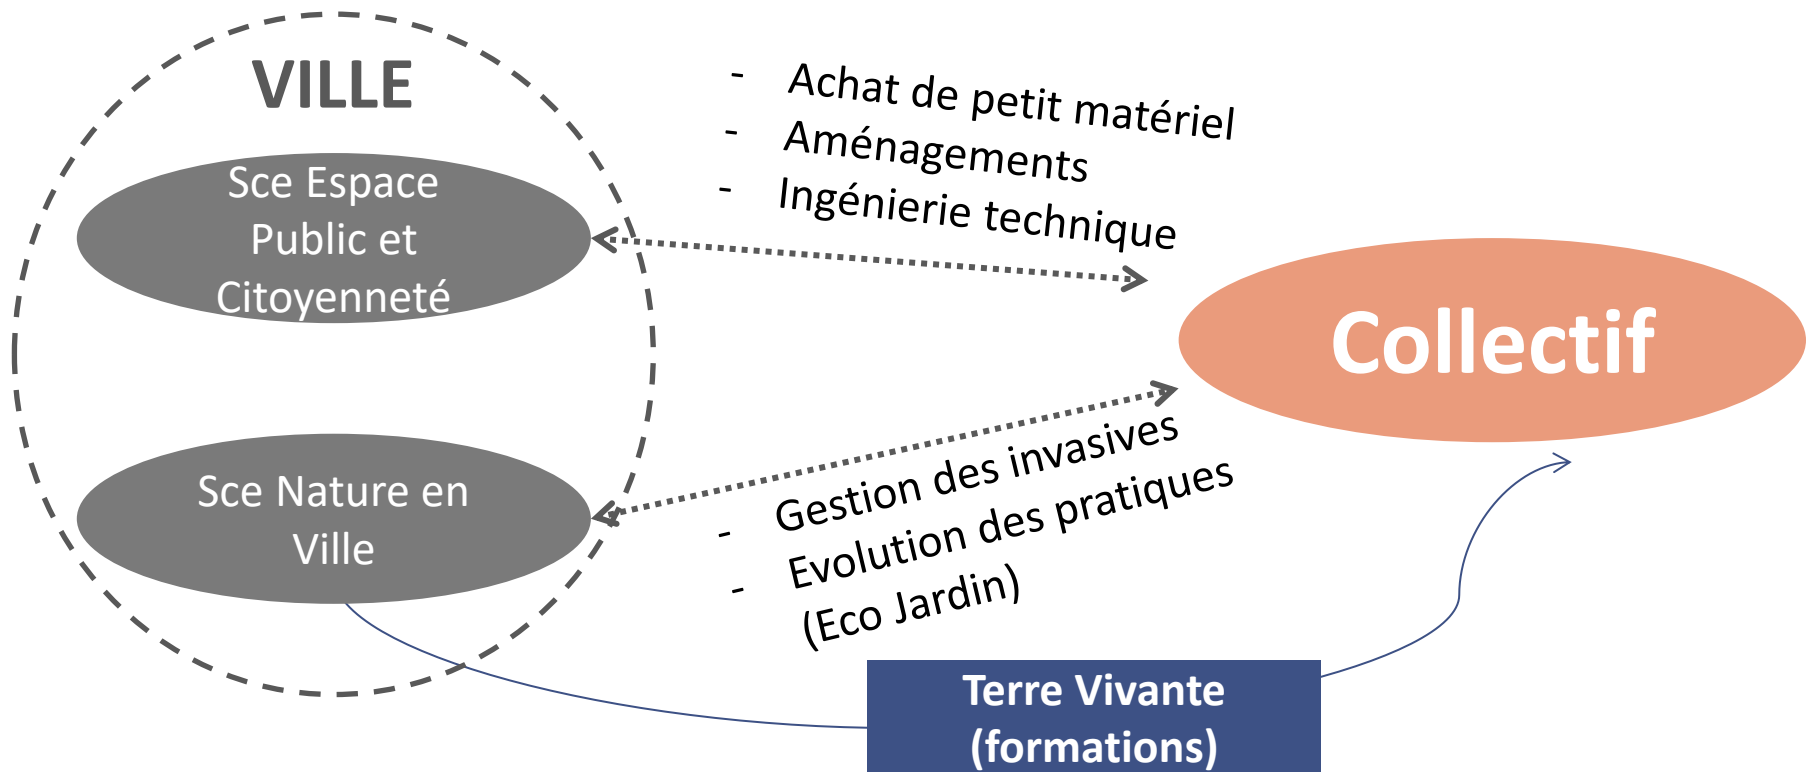 VILLE
Sce Espace
Public et
Citoyenneté
Sce Nature en
Ville
- Achat de petit matériel
- Aménagements
- Ingénierie technique
Collectif
- Gestion des invasives
- Evolution des pratiques
(Eco Jardin)
Terre Vivante
(formations)